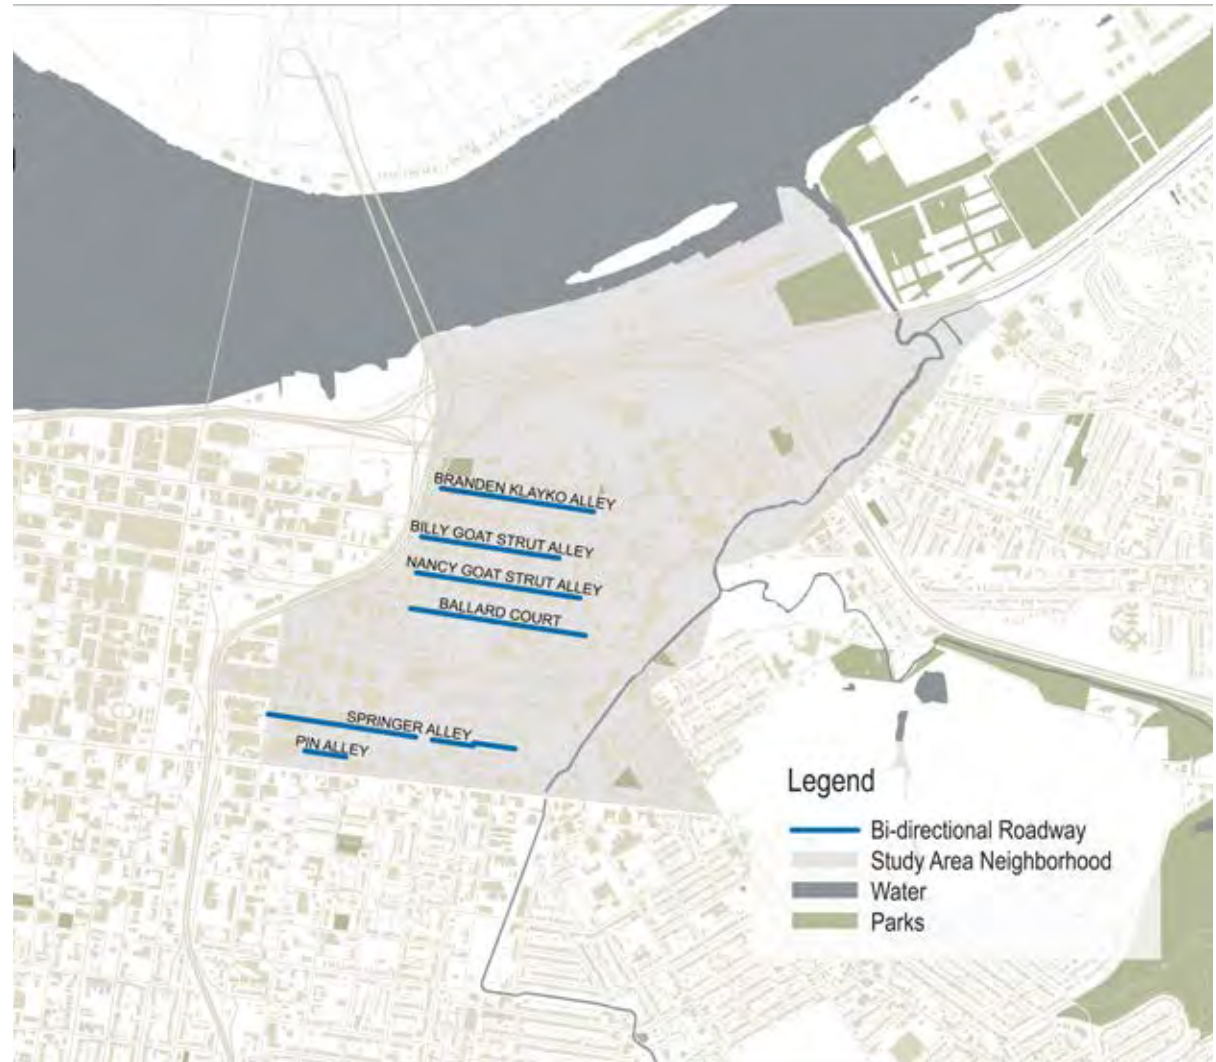 BRANDEN KLAYKO ALLEY
BILLY GOAT STRUT ALLEY
NANCY GOAT STRUT ALLEY
BALLARD COURT
SPRINGER ALLEY
PIN ALLEY
Legend
Bi-directional Roadway
Study Area Neighborhood
Water
Parks